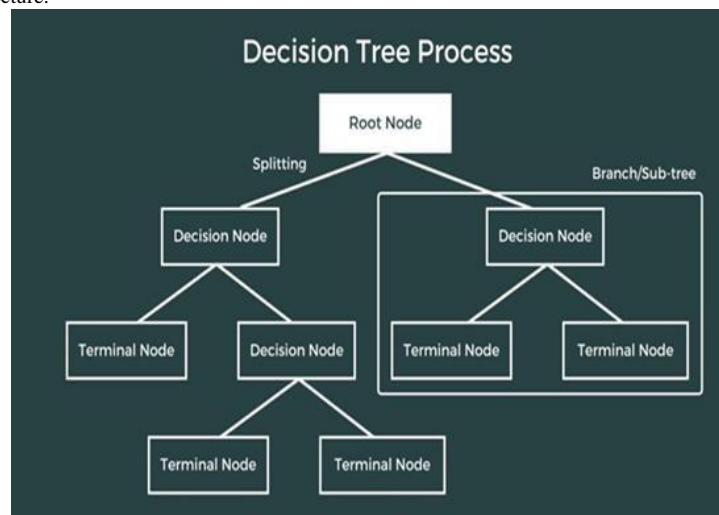 cture.
Decision Tree Process
Root Node
Splitting
Branch/Sub-tree
Decision Node
Decision Node
Terminal Node
Decision Node
Terminal Node
Terminal Node
Terminal Node
Terminal Node